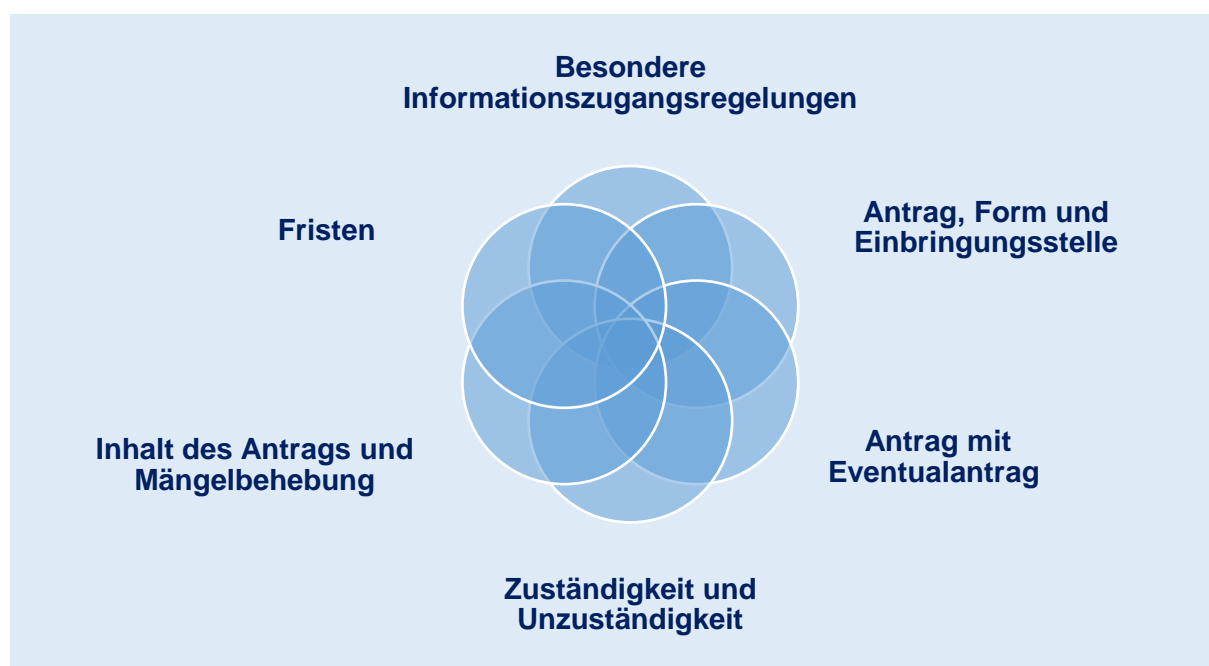 Besondere
Informationszugangsregelungen
Antrag, Form und
Einbringungsstelle
Antrag mit
Eventualantrag
Zuständigkeit und
Unzuständigkeit
Inhalt des Antrags und
Mängelbehebung
Fristen